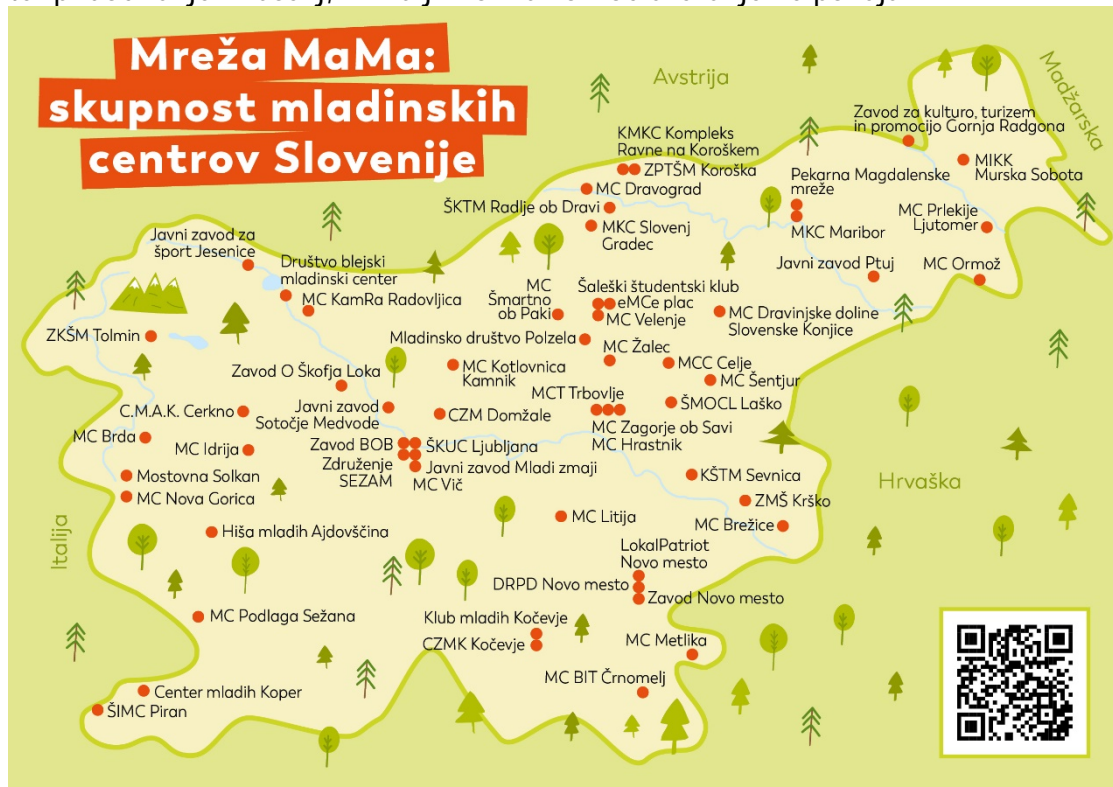 Mreža MaMa:
skupnost mladinskih
centrov Slovenije
Avstrija
Madžarska
Zavod za kulturo, turizem
in promocijo Gornja Radgona
KMKC Kompleks
Ravne na Koroškem
ZPTŠM Koroška
MIKK
Murska Sobota
Pekarna Magdalenske
mreže
MC Dravograd
ŠKTM Radlje ob Dravi
MKC Slovenj
Gradec
MKC Maribor
MC Prlekije
Ljutomer
Javni zavod za
šport Jesenice
Društvo blejski
mladinski center
MC KamRa Radovljica
Javni zavod Ptuj
MC Ormož
MC
Šmartno
ob Paki
Šaleški študentski klub
eMCe plac
MC Velenje
MC Dravinjske doline
Slovenske Konjice
ZKŠM Tolmin
Mladinsko društvo Polzela
MC Žalec
MCC Celje
MC Kotlovnica
Kamnik
Zavod O Škofja Loka
MC Šentjur
MCT Trbovlje
ŠMOCL Laško
C.M.A.K. Cerkno
Javni zavod
Sotočje Medvode
CZM Domžale
MC Zagorje ob Savi
MC Hrastnik
MC Brda
MC Idrija
Zavod BOB
ŠKUC Ljubljana
Združenje
SEZAM
Javni zavod Mladi zmaji
MC Vič
Mostovna Solkan
MC Nova Gorica
KŠTM Sevnica
Hrvaška
ZMŠ Krško
MC Brežice
MC Litija
Italija
Hiša mladih Ajdovščina
LokalPatriot
Novo mesto
DRPD Novo mesto
Zavod Novo mesto
MC Podlaga Sežana
Klub mladih Kočevje
CZMK Kočevje
MC Metlika
MC BIT Črnomelj
Center mladih Koper
ŠIMC Piran